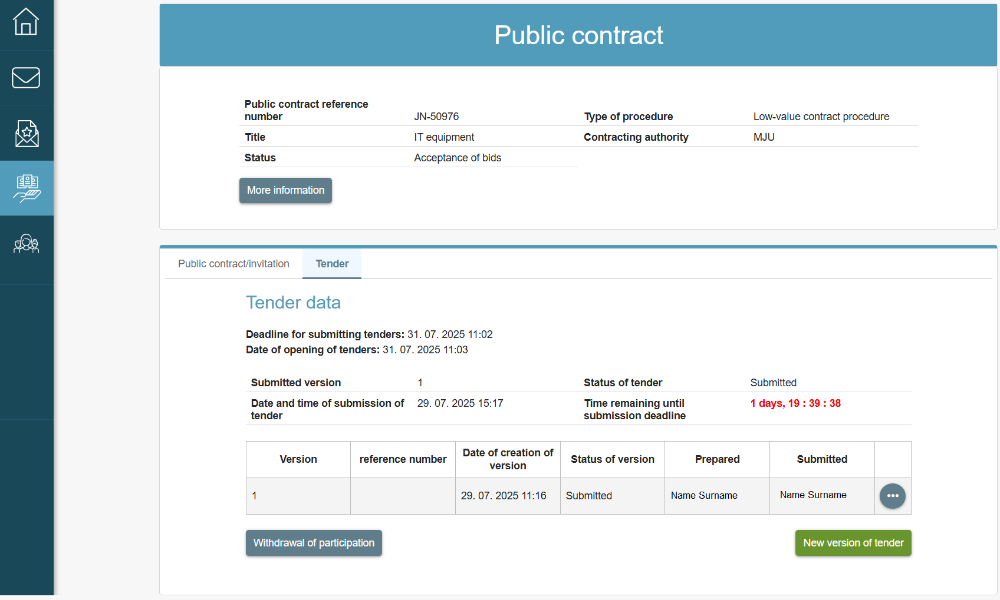 Public contract
Public contract reference
number
JN-50976
Type of procedure
Low-value contract procedure
Title
IT equipment
Contracting authority
MJU
Status
Acceptance of bids
More information
Public contract/invitation
Tender
Tender data
Deadline for submitting tenders: 31. 07. 2025 11:02
Date of opening of tenders: 31. 07. 2025 11:03
Submitted version
1
Status of tender
Submitted
Date and time of submission of
tender
29. 07. 2025 15:17
Time remaining until
submission deadline
1 days, 19 : 39 : 38
Version
reference number
Date of creation of
version
Status of version
Prepared
Submitted
1
29. 07. 2025 11:16
Submitted
Name Surname
Name Surname
Withdrawal of participation
New version of tender